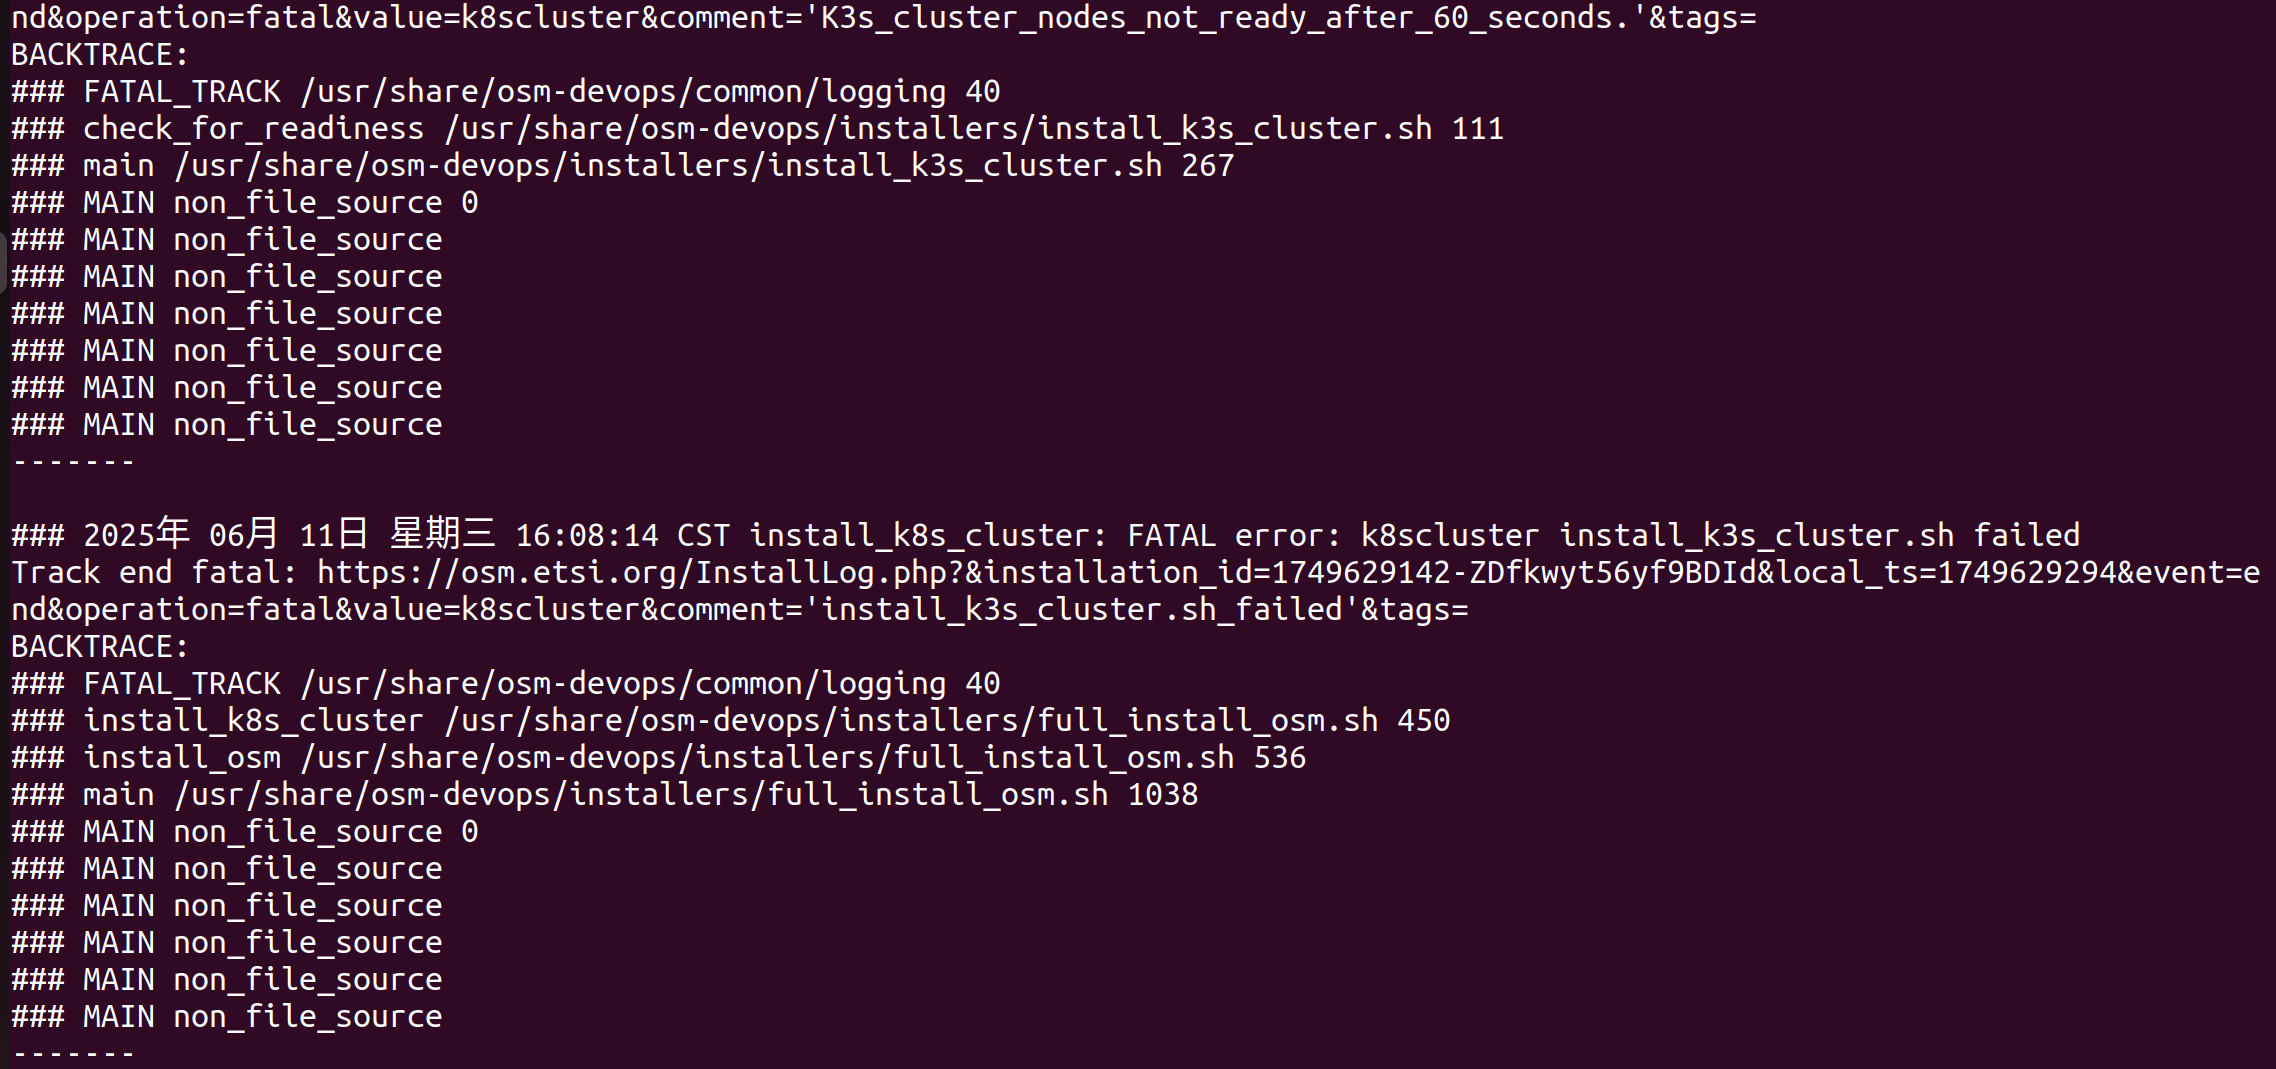 nd&operation=fatal&value=k8scluster&comment='K3s_cluster_nodes_not_ready_after_60_seconds.'&tags=
BACKTRACE:
### FATAL_TRACK /usr/share/osm-devops/common/logging 40
### check_for_readiness /usr/share/osm-devops/installers/install_k3s_cluster.sh 111
### main /usr/share/osm-devops/installers/install_k3s_cluster.sh 267
### MAIN non_file_source 0
### MAIN non_file_source
### MAIN non_file_source
### MAIN non_file_source
### MAIN non_file_source
### MAIN non_file_source
### MAIN non_file_source
-------
### 2025年 06月 11日 星期三 16:08:14 CST install_k8s_cluster: FATAL error: k8scluster install_k3s_cluster.sh failed
Track end fatal: https://osm.etsi.org/InstallLog.php?&installation_id=1749629142-ZDfkwyt56yf9BDId&local_ts=1749629294&event=e
nd&operation=fatal&value=k8scluster&comment='install_k3s_cluster.sh_failed'&tags=
BACKTRACE:
### FATAL_TRACK /usr/share/osm-devops/common/logging 40
### install_k8s_cluster /usr/share/osm-devops/installers/full_install_osm.sh 450
### install_osm /usr/share/osm-devops/installers/full_install_osm.sh 536
### main /usr/share/osm-devops/installers/full_install_osm.sh 1038
### MAIN non_file_source 0
### MAIN non_file_source
### MAIN non_file_source
### MAIN non_file_source
### MAIN non_file_source
### MAIN non_file_source
-------